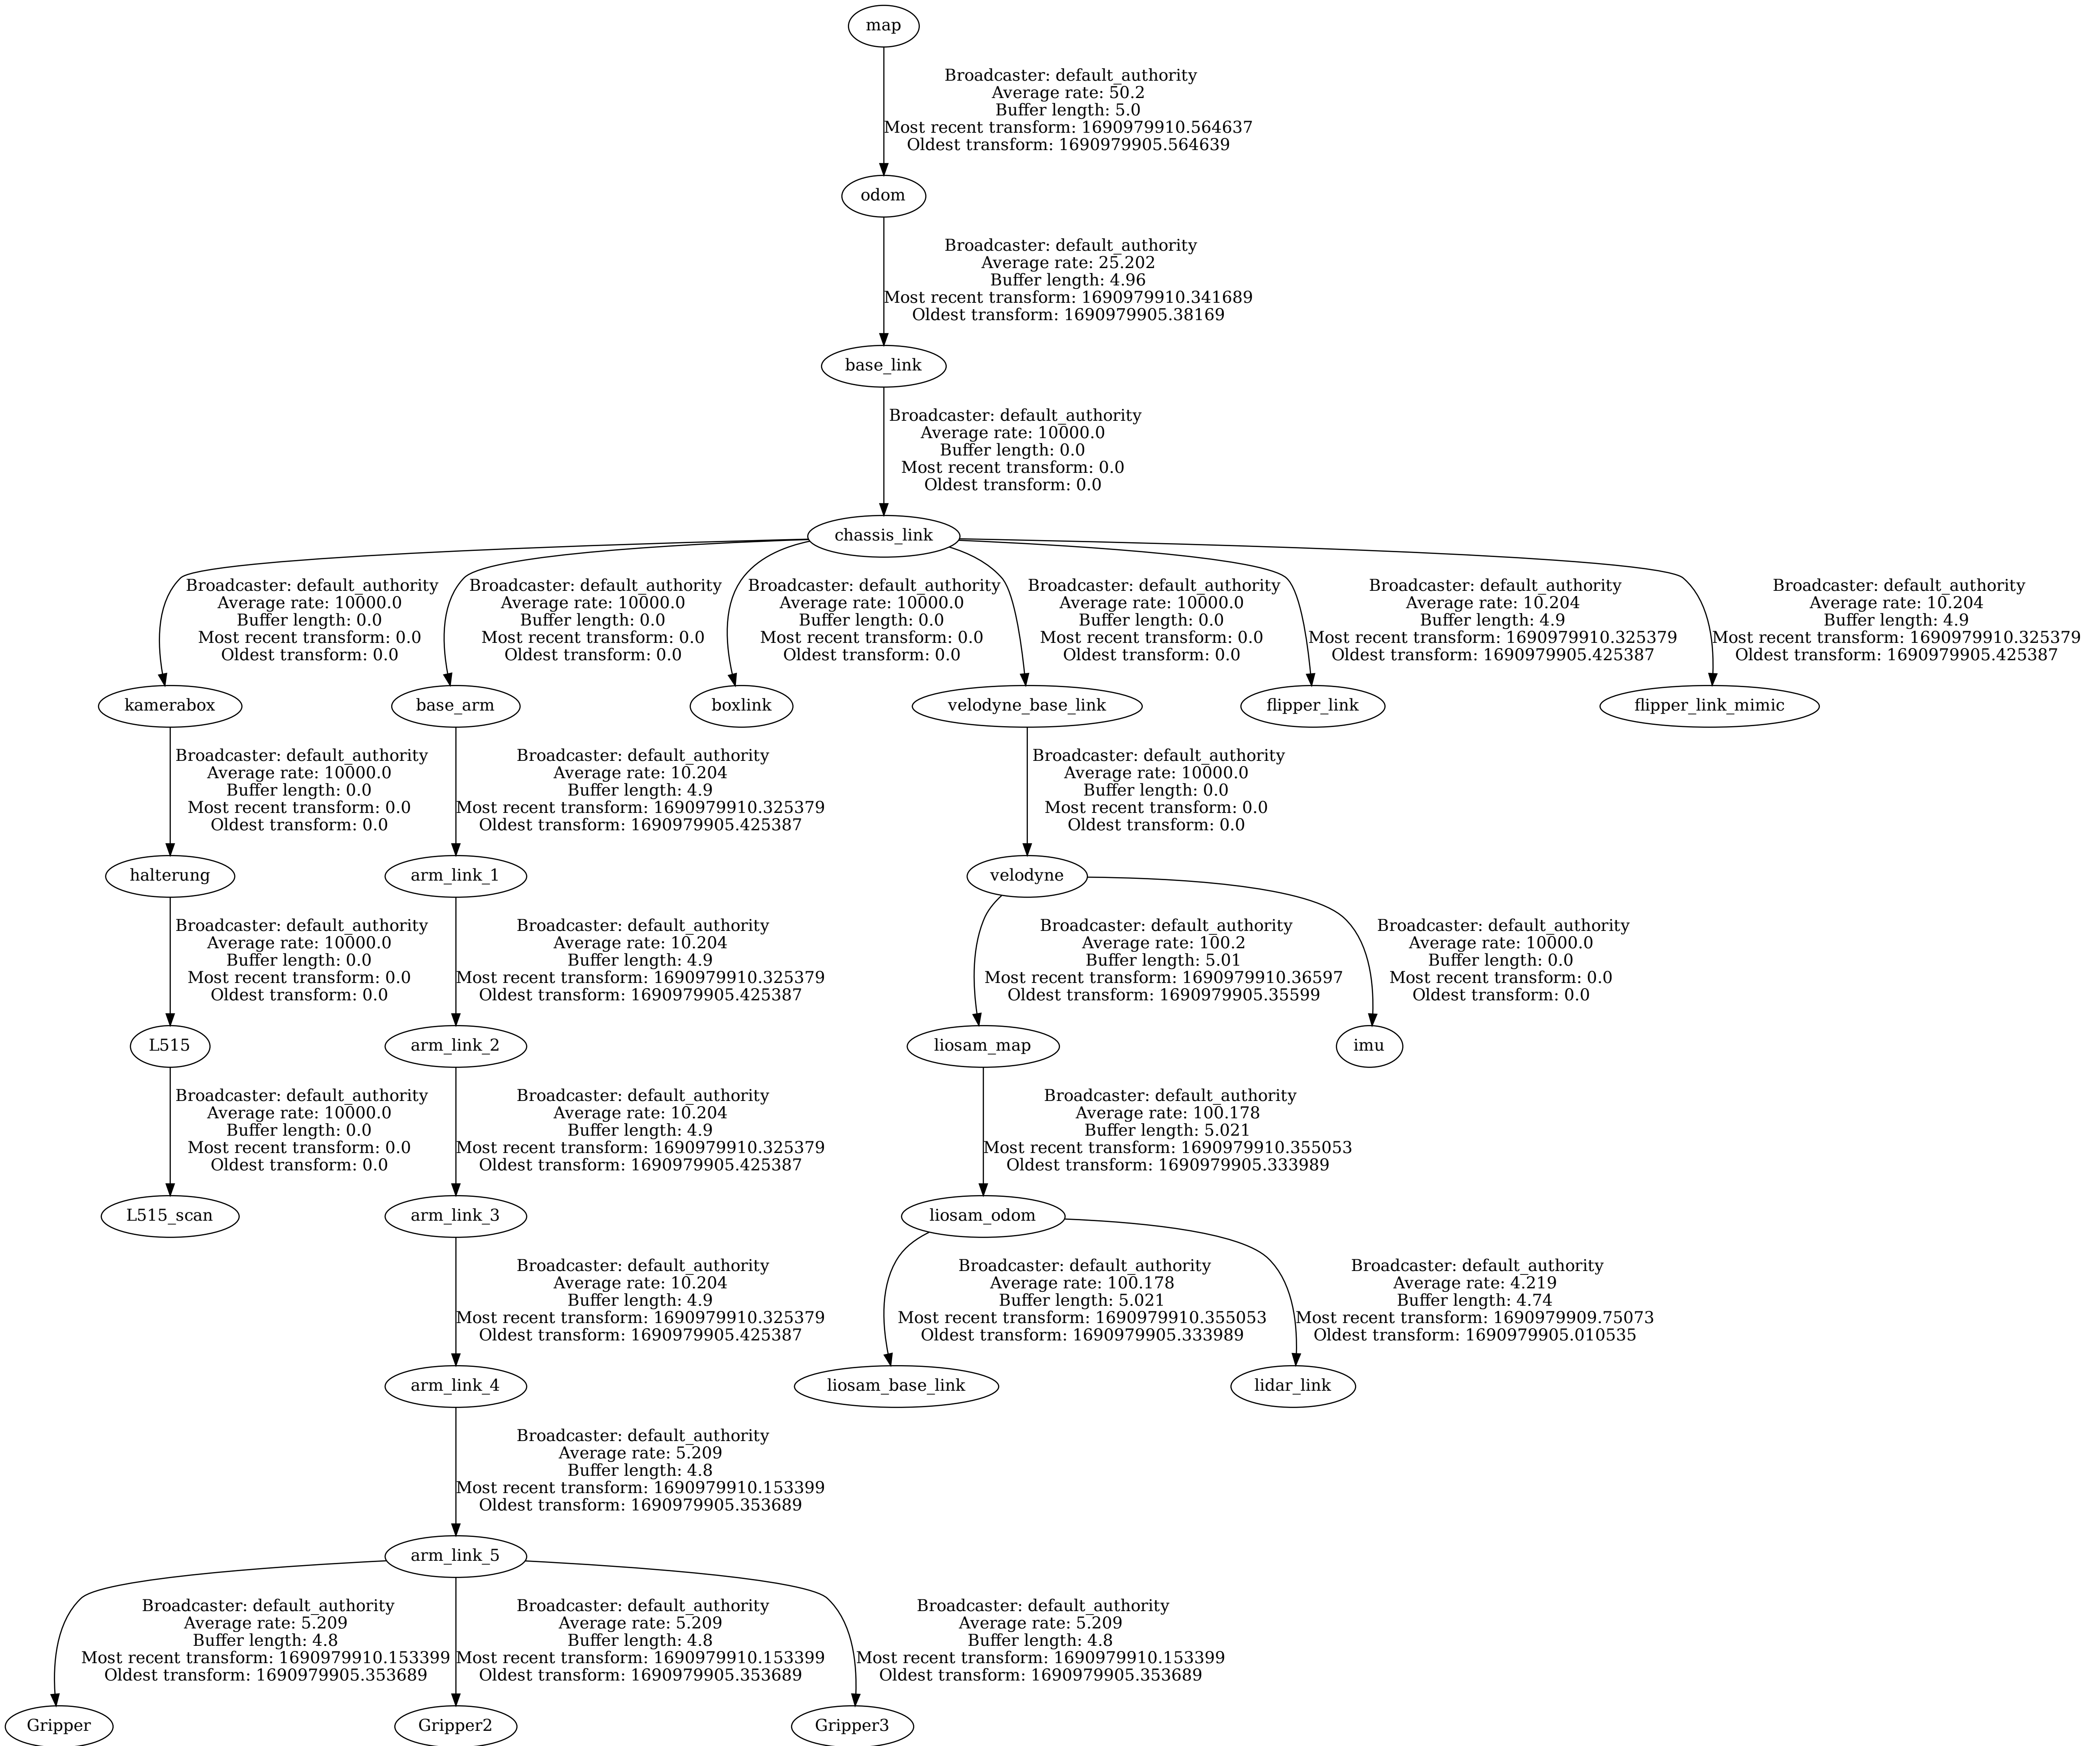 map
Broadcaster: default_authority
Average rate: 50.2
Buffer length: 5.0
Most recent transform: 1690979910.564637
Oldest transform: 1690979905.564639
odom
Broadcaster: default_authority
Average rate: 25.202
Buffer length: 4.96
Most recent transform: 1690979910.341689
Oldest transform: 1690979905.38169
base_link
Broadcaster: default_authority
Average rate: 10000.0
Buffer length: 0.0
Most recent transform: 0.0
Oldest transform: 0.0
chassis_link
Broadcaster: default_authority
Average rate: 10000.0
Buffer length: 0.0
Most recent transform: 0.0
Oldest transform: 0.0
Broadcaster: default_authority
Average rate: 10000.0
Buffer length: 0.0
Most recent transform: 0.0
Oldest transform: 0.0
Broadcaster: default_authority
Average rate: 10000.0
Buffer length: 0.0
Most recent transform: 0.0
Oldest transform: 0.0
Broadcaster: default_authority
Average rate: 10000.0
Buffer length: 0.0
Most recent transform: 0.0
Oldest transform: 0.0
Broadcaster: default_authority
Average rate: 10.204
Buffer length: 4.9
Most recent transform: 1690979910.325379
Oldest transform: 1690979905.425387
Broadcaster: default_authority
Average rate: 10.204
Buffer length: 4.9
Most recent transform: 1690979910.325379
Oldest transform: 1690979905.425387
kamerabox
base_arm
boxlink
velodyne_base_link
flipper_link
flipper_link_mimic
Broadcaster: default_authority
Average rate: 10000.0
Buffer length: 0.0
Most recent transform: 0.0
Oldest transform: 0.0
Broadcaster: default_authority
Average rate: 10.204
Buffer length: 4.9
Most recent transform: 1690979910.325379
Oldest transform: 1690979905.425387
Broadcaster: default_authority
Average rate: 10000.0
Buffer length: 0.0
Most recent transform: 0.0
Oldest transform: 0.0
halterung
arm_link_1
velodyne
Broadcaster: default_authority
Average rate: 10000.0
Buffer length: 0.0
Most recent transform: 0.0
Oldest transform: 0.0
Broadcaster: default_authority
Average rate: 10.204
Buffer length: 4.9
Most recent transform: 1690979910.325379
Oldest transform: 1690979905.425387
Broadcaster: default_authority
Average rate: 100.2
Buffer length: 5.01
Most recent transform: 1690979910.36597
Oldest transform: 1690979905.35599
Broadcaster: default_authority
Average rate: 10000.0
Buffer length: 0.0
Most recent transform: 0.0
Oldest transform: 0.0
L515
arm_link_2
liosam_map
imu
Broadcaster: default_authority
Average rate: 10000.0
Buffer length: 0.0
Most recent transform: 0.0
Oldest transform: 0.0
Broadcaster: default_authority
Average rate: 10.204
Buffer length: 4.9
Most recent transform: 1690979910.325379
Oldest transform: 1690979905.425387
Broadcaster: default_authority
Average rate: 100.178
Buffer length: 5.021
Most recent transform: 1690979910.355053
Oldest transform: 1690979905.333989
L515_scan
arm_link_3
liosam_odom
Broadcaster: default_authority
Average rate: 10.204
Buffer length: 4.9
Most recent transform: 1690979910.325379
Oldest transform: 1690979905.425387
Broadcaster: default_authority
Average rate: 100.178
Buffer length: 5.021
Most recent transform: 1690979910.355053
Oldest transform: 1690979905.333989
Broadcaster: default_authority
Average rate: 4.219
Buffer length: 4.74
Most recent transform: 1690979909.75073
Oldest transform: 1690979905.010535
arm_link_4
liosam_base_link
lidar_link
Broadcaster: default_authority
Average rate: 5.209
Buffer length: 4.8
Most recent transform: 1690979910.153399
Oldest transform: 1690979905.353689
arm_link_5
Broadcaster: default_authority
Average rate: 5.209
Buffer length: 4.8
Most recent transform: 1690979910.153399
Oldest transform: 1690979905.353689
Broadcaster: default_authority
Average rate: 5.209
Buffer length: 4.8
Most recent transform: 1690979910.153399
Oldest transform: 1690979905.353689
Broadcaster: default_authority
Average rate: 5.209
Buffer length: 4.8
Most recent transform: 1690979910.153399
Oldest transform: 1690979905.353689
Gripper
Gripper2
Gripper3